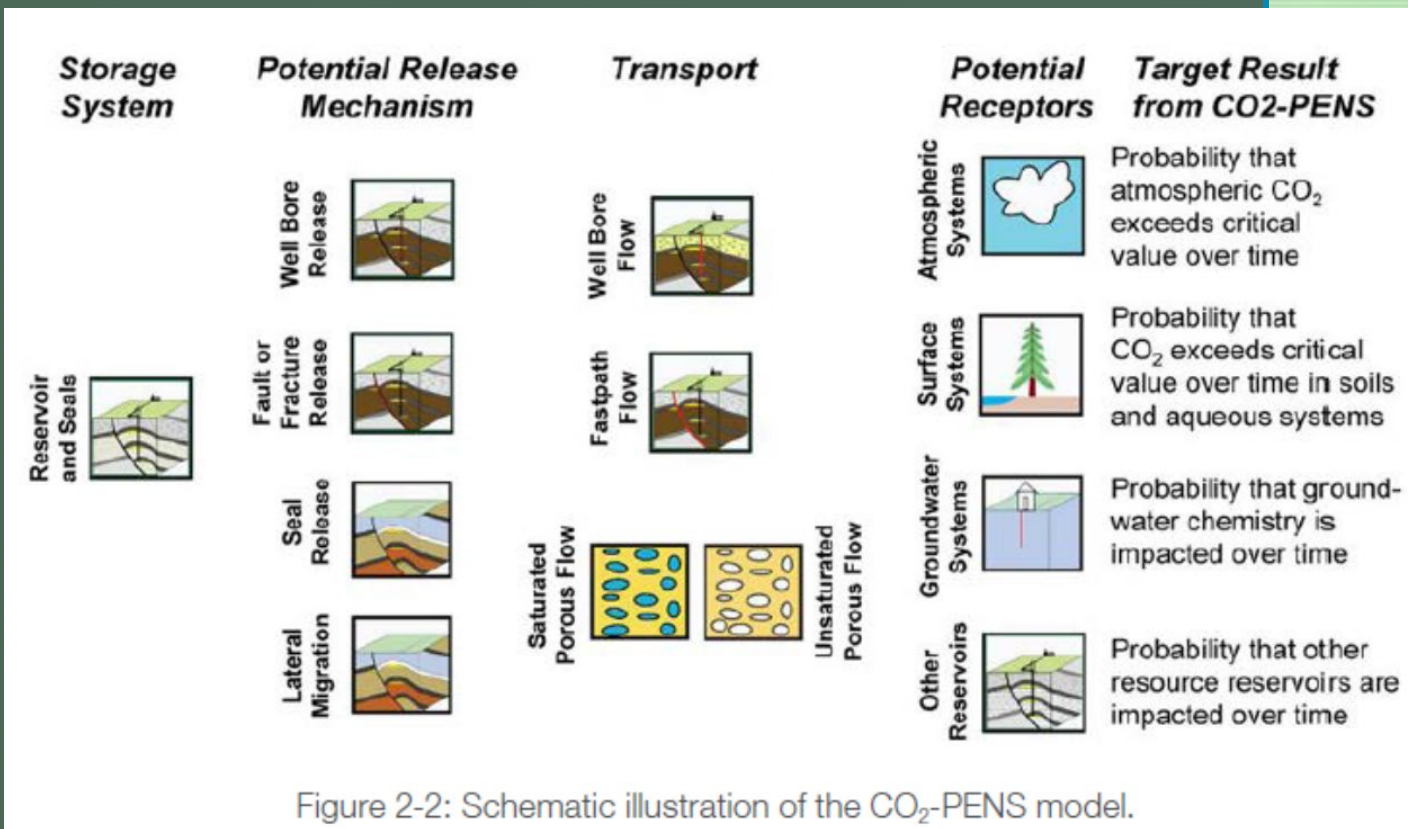 Storage
System
Potential Release
Mechanism
Transport
Potential
Receptors
Target Result
from CO2-PENS
Reservoir
and Seals
Well Bore
Release
Fault or
Fracture
Release
Seal
Release
Lateral
Migration
Well Bore
Flow
Fastpath
Flow
Saturated
Porous Flow
Unsaturated
Porous Flow
Atmospheric
Systems
Probability that
atmospheric CO₂
exceeds critical
value over time
Surface
Systems
Probability that
CO₂ exceeds critical
value over time in soils
and aqueous systems
Groundwater
Systems
Probability that ground-
water chemistry is
impacted over time
Other
Reservoirs
Probability that other
resource reservoirs are
impacted over time
Figure 2-2: Schematic illustration of the CO₂-PENS model.